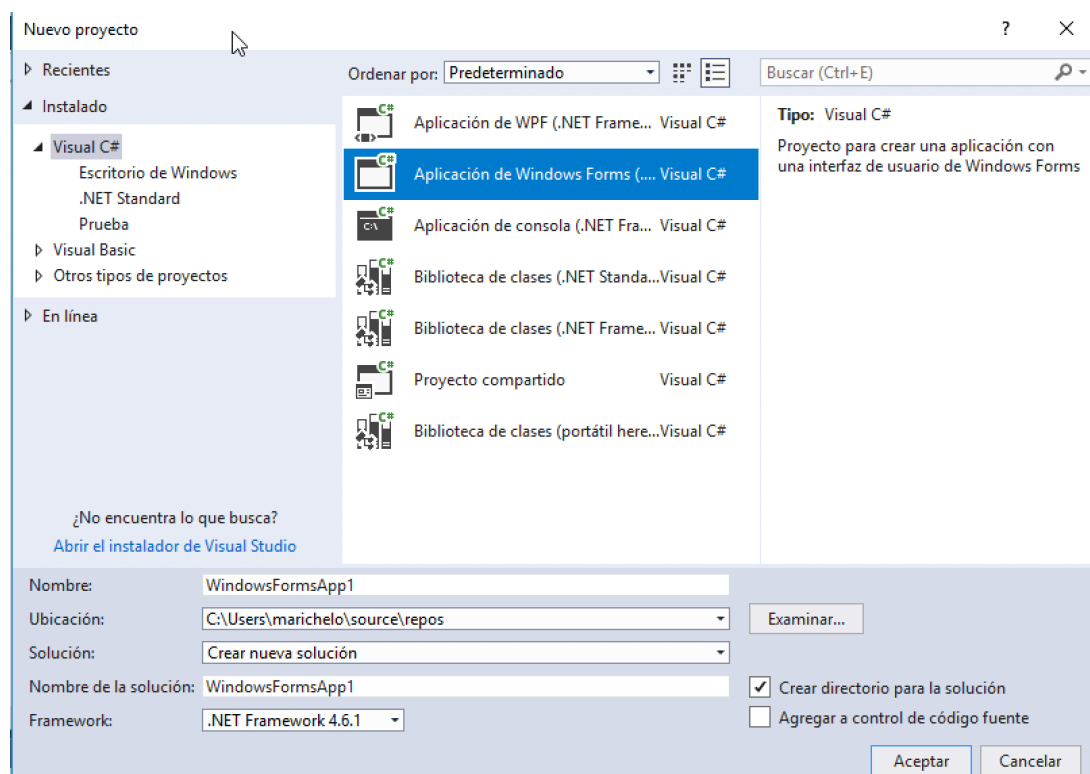 Nuevo proyecto
?
Recientes
Instalado
Visual C#
Escritorio de Windows
.NET Standard
Prueba
Visual Basic
Otros tipos de proyectos
En línea
¿No encuentra lo que busca?
Abrir el instalador de Visual Studio
Ordenar por: Predeterminado
C# Aplicación de WPF (.NET Frame... Visual C#
C# Aplicación de Windows Forms (.... Visual C#
C# C:\ Aplicación de consola (.NET Fra... Visual C#
C# Biblioteca de clases (.NET Standa...Visual C#
C# Biblioteca de clases (.NET Frame... Visual C#
C# Proyecto compartido Visual C#
C# Biblioteca de clases (portátil here...Visual C#
Buscar (Ctrl+E)
Tipo: Visual C#
Proyecto para crear una aplicación con
una interfaz de usuario de Windows Forms
Nombre: WindowsFormsApp1
Ubicación: C:\Users\marichelo\source\repos Examinar...
Solución: Crear nueva solución
Nombre de la solución: WindowsFormsApp1 Crear directorio para la solución
Framework: .NET Framework 4.6.1 Agregar a control de código fuente
Aceptar Cancelar